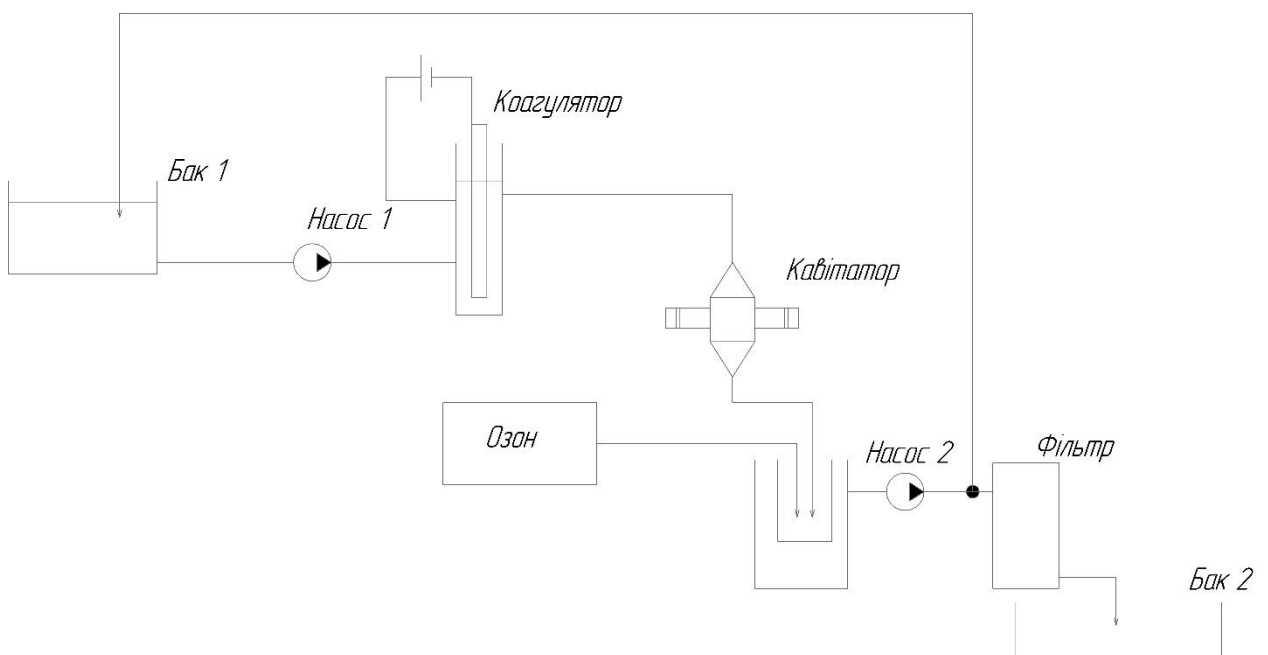 Коагулятор
Бак 1
Насос 1
Кавітатор
Озон
Насос 2
Фільтр
Бак 2